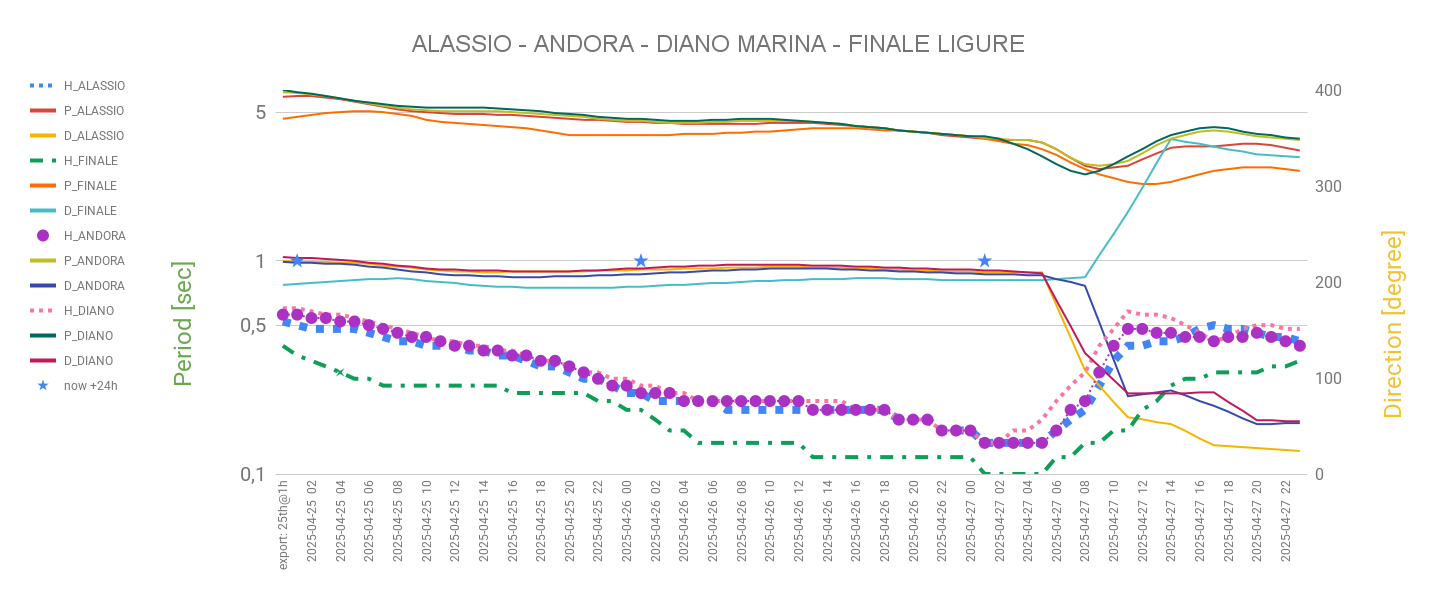 ALASSIO - ANDORA - DIANO MARINA - FINALE LIGURE
H_ALASSIO
P_ALASSIO
D_ALASSIO
H_FINALE
P_FINALE
D_FINALE
H_ANDORA
P_ANDORA
D_ANDORA
H_DIANO
P_DIANO
D_DIANO
now +24h
Period [sec]
5
1
0,5
0,1
400
300
200
100
0
Direction [degree]
export: 25th@1h
2025-04-25 02
2025-04-25 04
2025-04-25 06
2025-04-25 08
2025-04-25 10
2025-04-25 12
2025-04-25 14
2025-04-25 16
2025-04-25 18
2025-04-25 20
2025-04-25 22
2025-04-26 00
2025-04-26 02
2025-04-26 04
2025-04-26 06
2025-04-26 08
2025-04-26 10
2025-04-26 12
2025-04-26 14
2025-04-26 16
2025-04-26 18
2025-04-26 20
2025-04-26 22
2025-04-27 00
2025-04-27 02
2025-04-27 04
2025-04-27 06
2025-04-27 08
2025-04-27 10
2025-04-27 12
2025-04-27 14
2025-04-27 16
2025-04-27 18
2025-04-27 20
2025-04-27 22